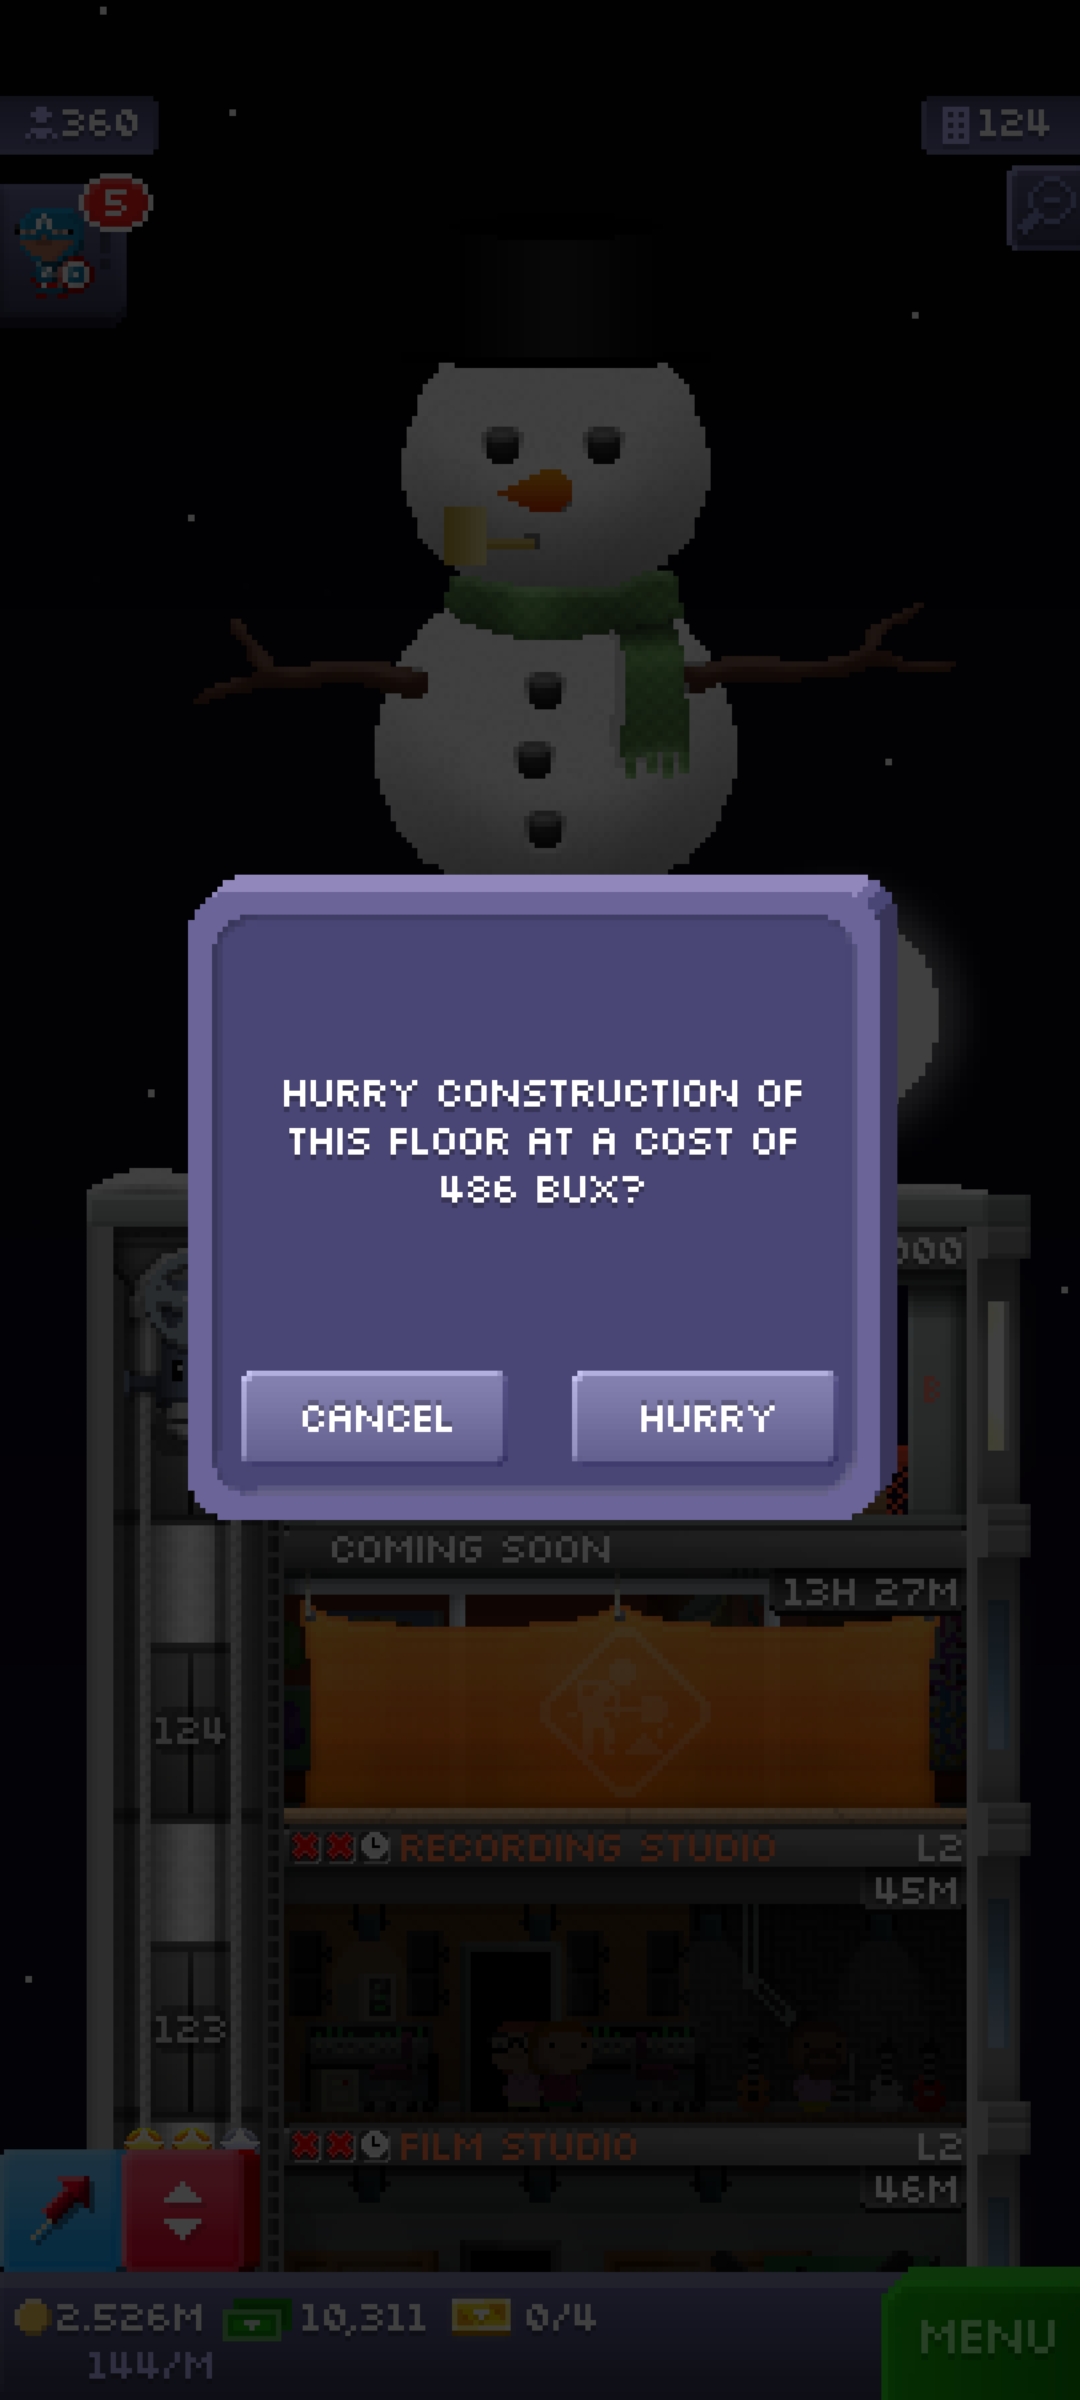 360
124
5
HURRY CONSTRUCTION OF
THIS FLOOR AT A COST OF
486 BUX?
CANCEL
HURRY
COMING SOON
13H 27M
124
RECORDING STUDIO
L2
45M
123
FILM STUDIO
L2
46M
2.526M
10,311
0/4
144/M
MENU